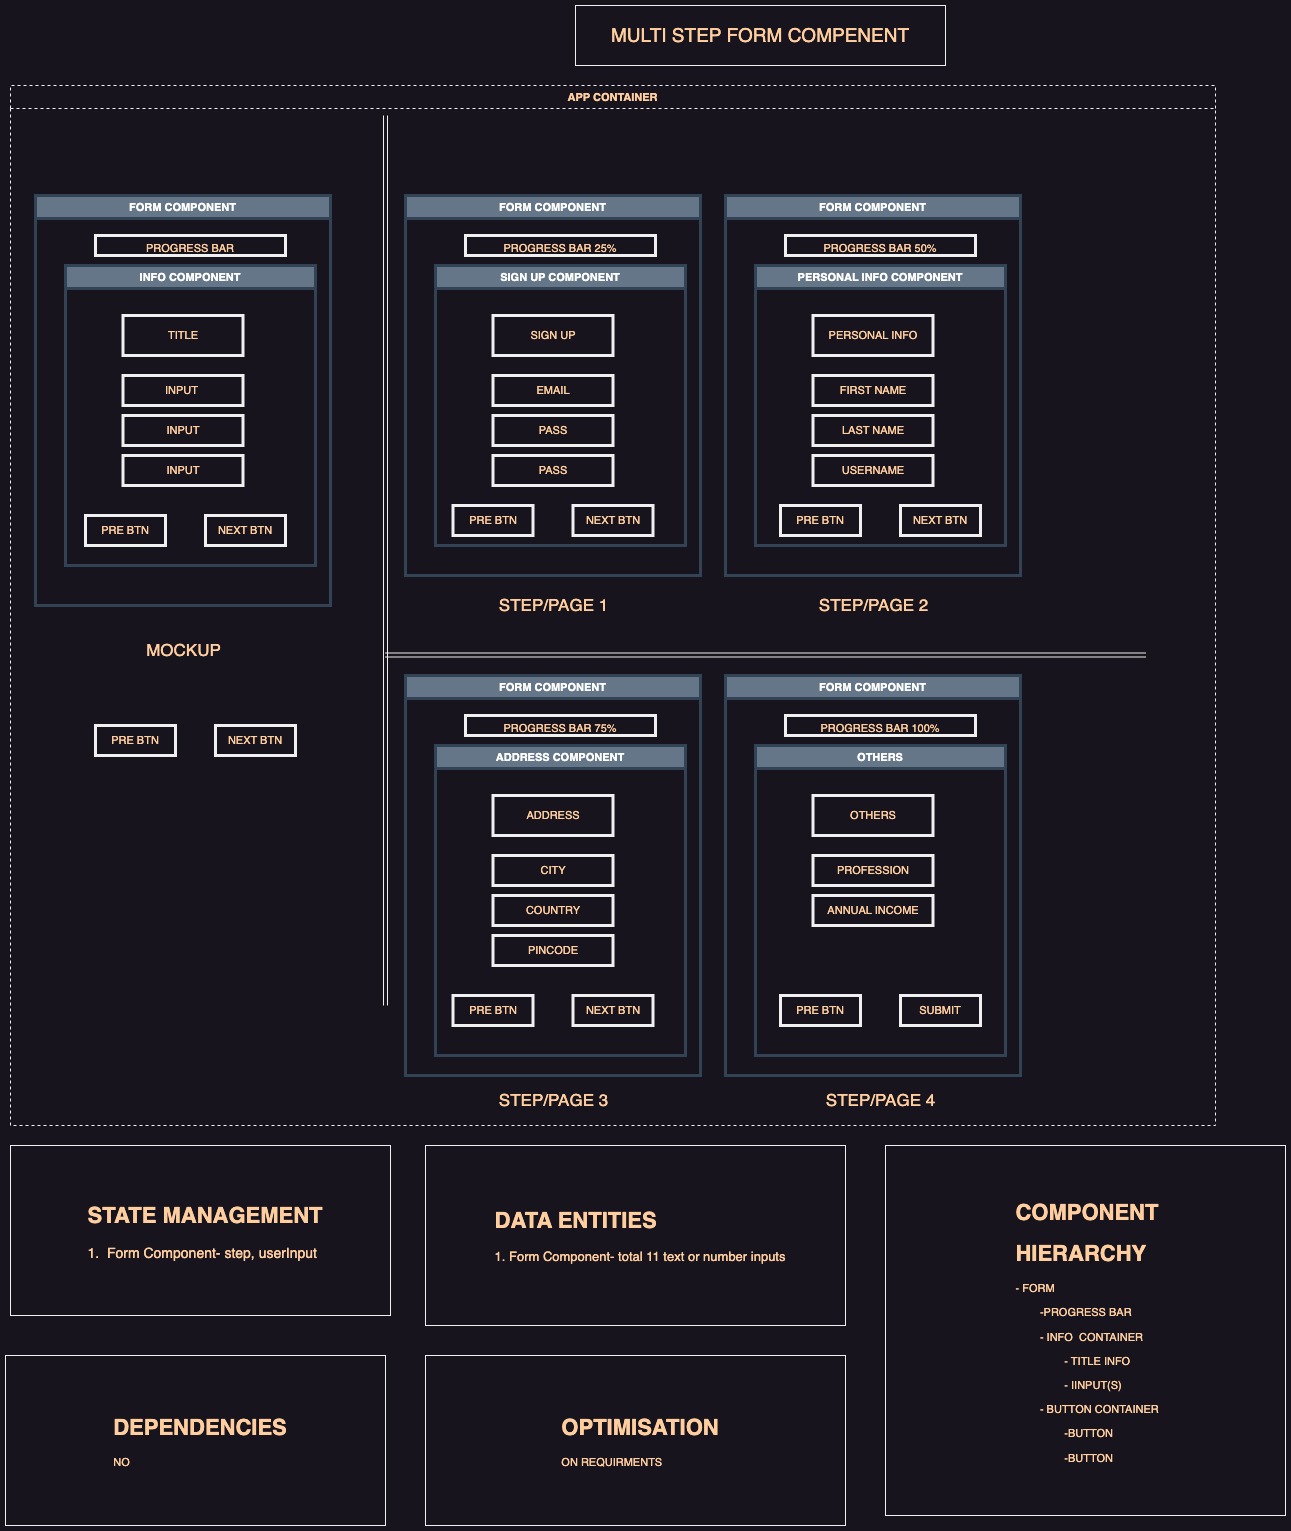 MULTI STEP FORM COMPENENT
APP CONTAINER
FORM COMPONENT
PROGRESS BAR
INFO COMPONENT
TITLE
INPUT
INPUT
INPUT
PRE BTN
NEXT BTN
MOCKUP
PRE BTN
NEXT BTN
FORM COMPONENT
PROGRESS BAR 25%
SIGN UP COMPONENT
SIGN UP
EMAIL
PASS
PASS
PRE BTN
NEXT BTN
STEP/PAGE 1
FORM COMPONENT
PROGRESS BAR 50%
PERSONAL INFO COMPONENT
PERSONAL INFO
FIRST NAME
LAST NAME
USERNAME
PRE BTN
NEXT BTN
STEP/PAGE 2
FORM COMPONENT
PROGRESS BAR 75%
ADDRESS COMPONENT
ADDRESS
CITY
COUNTRY
PINCODE
PRE BTN
NEXT BTN
STEP/PAGE 3
FORM COMPONENT
PROGRESS BAR 100%
OTHERS
OTHERS
PROFESSION
ANNUAL INCOME
PRE BTN
SUBMIT
STEP/PAGE 4
STATE MANAGEMENT
1. Form Component- step, userInput
DATA ENTITIES
1. Form Component- total 11 text or number inputs
COMPONENT
HIERARCHY
- FORM
-PROGRESS BAR
- INFO CONTAINER
- TITLE INFO
- IINPUT(S)
- BUTTON CONTAINER
-BUTTON
-BUTTON
DEPENDENCIES
NO
OPTIMISATION
ON REQUIRMENTS